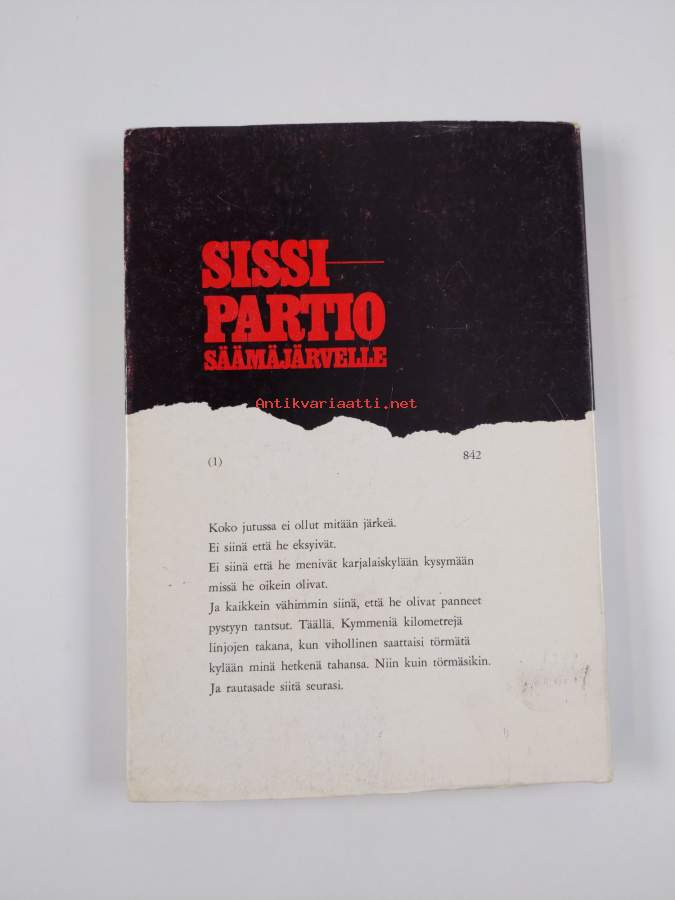 SISSI—
PARTIO
SÄÄMÄJÄRVELLE
Antikvariaatti.net
(1) 842
Koko jutussa ei ollut mitään järkeä.
Ei siinä että he eksyivät.
Ei siinä että he menivät karjalaiskylään kysymään
missä he oikein olivat.
Ja kaikkein vähimmin siinä, että he olivat panneet
pystyyn tantsut. Täällä, Kymmeniä kilometrejä
linjojen takana, kun vihollinen saattaisi törmätä
kylään minä hetkenä tahansa. Niin kuin törmäsikin.
Ja rautasade siitä seurasi.